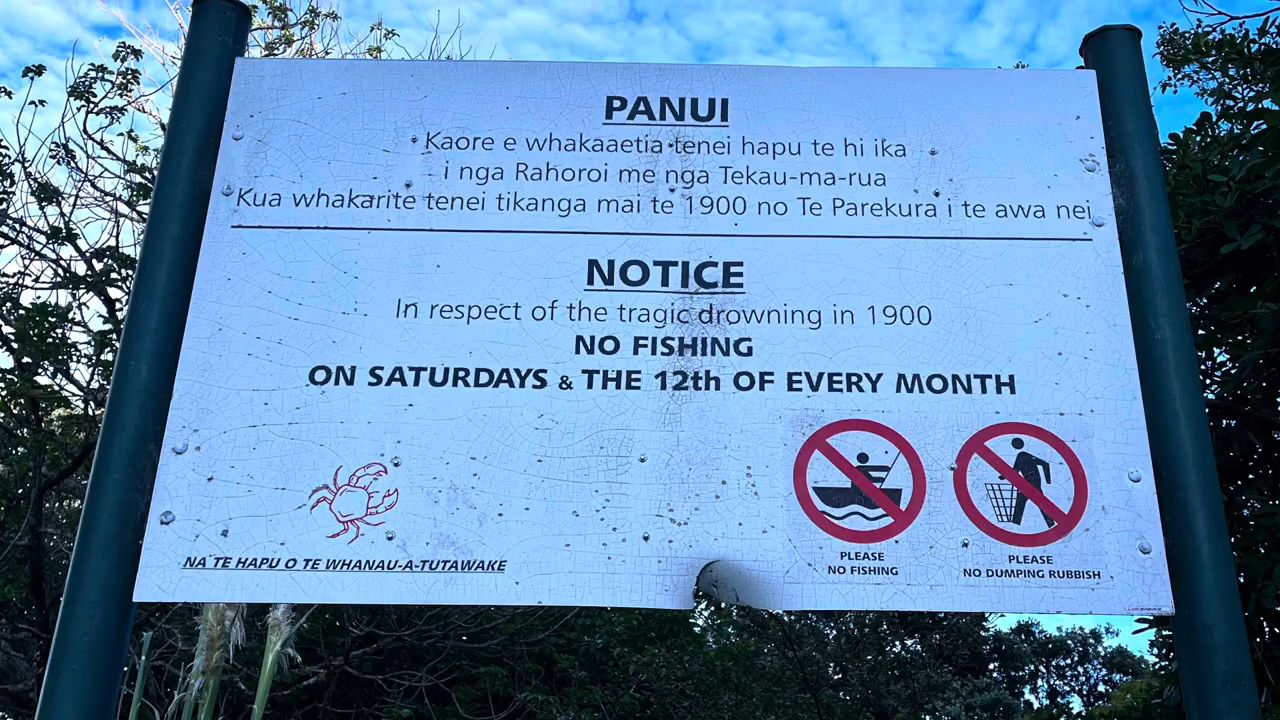 PANUI
Kaore e whakaaetia tenei hapu te hi ika
i nga Rahoroi me nga Tekau-ma-rua
Kua whakarite tenei tikanga mai te 1900 no Te Parekura i te awa nei
NOTICE
In respect of the tragic drowning in 1900
NO FISHING
ON SATURDAYS & THE 12th OF EVERY MONTH
PLEASE
NO FISHING
PLEASE
NO DUMPING RUBBISH
NA TE HAPU O TE WHANAU-A-TUTAWAKE